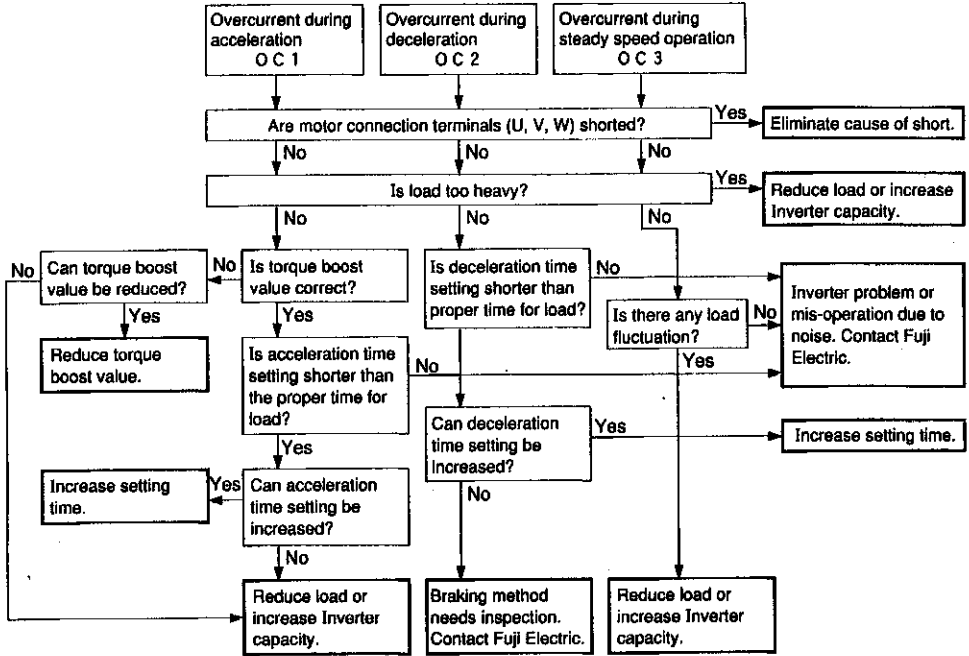 Overcurrent during
acceleration
O C 1
Overcurrent during
deceleration
O C 2
Overcurrent during
steady speed operation
O C 3
Are motor connection terminals (U, V, W) shorted?
Yes
Eliminate cause of short.
No
No
No
Is load too heavy?
Yes
Reduce load or increase
Inverter capacity.
No
No
No
No
Can torque boost
value be reduced?
No
Is torque boost
value correct?
Is deceleration time
setting shorter than
proper time for load?
No
Inverter problem or
mis-operation due to
noise. Contact Fuji
Electric.
Is there any load
fluctuation?
No
Yes
Reduce torque
boost value.
Yes
Is acceleration time
setting shorter than
the proper time for
load?
No
Yes
Can deceleration
time setting be
increased?
Yes
Increase setting time.
Yes
Increase setting
time.
Yes
Can acceleration
time setting be
increased?
No
No
Reduce load or
increase Inverter
capacity.
Braking method
needs inspection.
Contact Fuji Electric.
Reduce load or
increase Inverter
capacity.